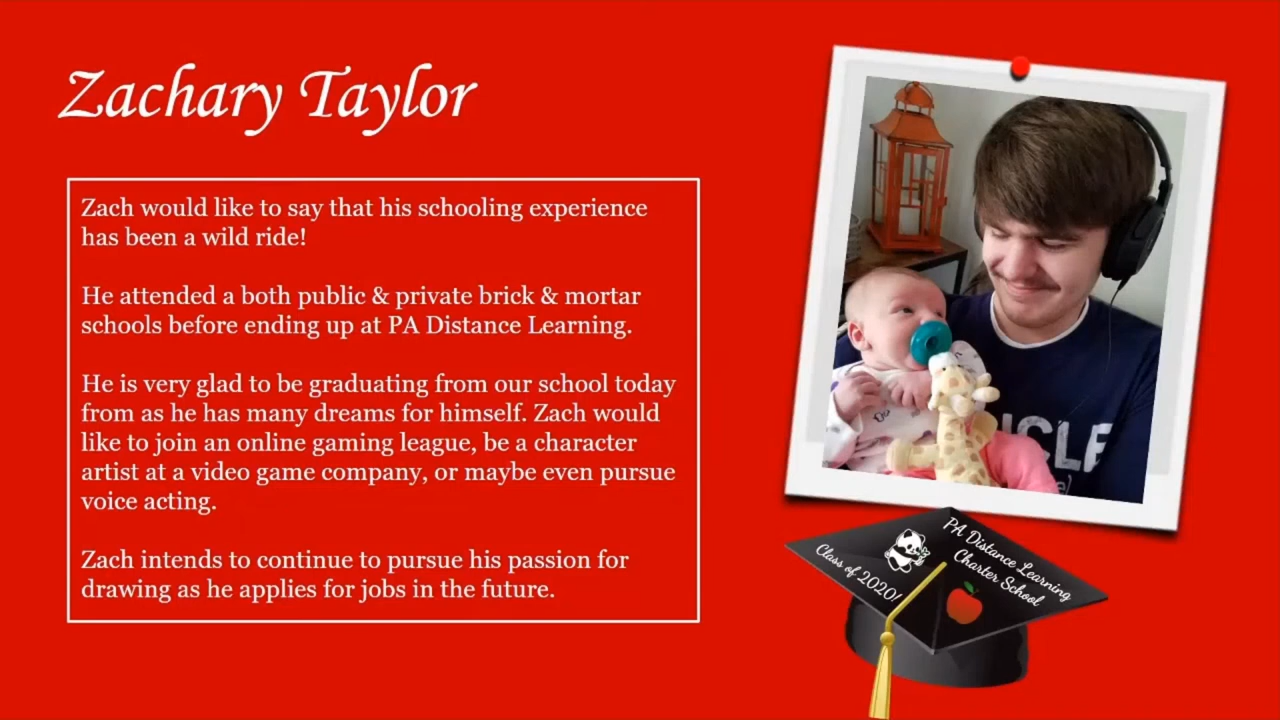 Zachary Taylor
Zach would like to say that his schooling experience
has been a wild ride!
He attended a both public & private brick & mortar
schools before ending up at PA Distance Learning.
He is very glad to be graduating from our school today
from as he has many dreams for himself. Zach would
like to join an online gaming league, be a character
artist at a video game company, or maybe even pursue
voice acting.
Zach intends to continue to pursue his passion for
drawing as he applies for jobs in the future.
NCLE
PA Distance Learning
Charter School
Class of 2020!